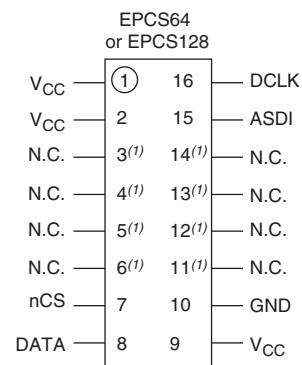 EPCS64
or EPCS128
VCC 1 16 DCLK
VCC 2 15 ASDI
N.C. 3(1) 14(1) N.C.
N.C. 4(1) 13(1) N.C.
N.C. 5(1) 12(1) N.C.
N.C. 6(1) 11(1) N.C.
nCS 7 10 GND
DATA 8 9 VCC